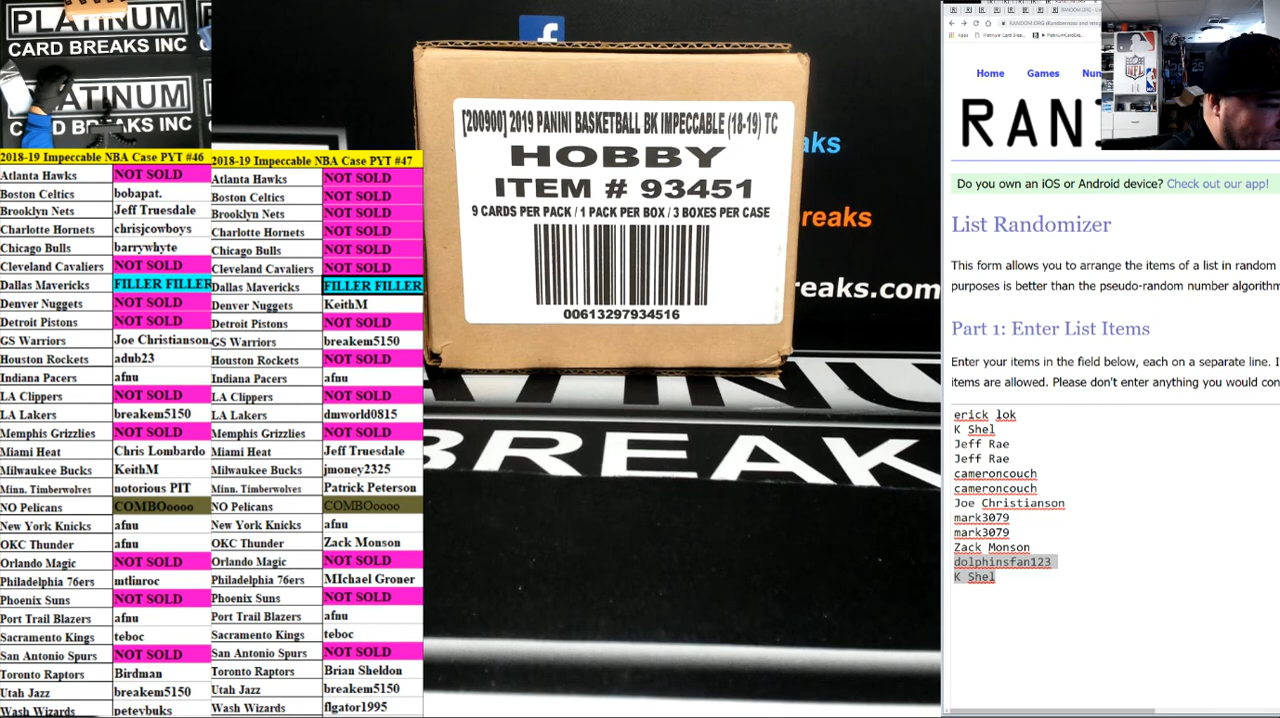 PLATINUM
CARD BREAKS INC
PLATINUM
CARD BREAKS INC
2018-19 Impeccable NBA Case PYT #46
Atlanta Hawks NOT SOLD
Boston Celtics bobapat.
Brooklyn Nets Jeff Truesdale
Charlotte Hornets chrisjcowboys
Chicago Bulls barrywhyte
Cleveland Cavaliers NOT SOLD
Dallas Mavericks FILLER FILLER
Denver Nuggets NOT SOLD
Detroit Pistons NOT SOLD
GS Warriors Joe Christianson.
Houston Rockets adub23
Indiana Pacers afnu
LA Clippers NOT SOLD
LA Lakers breakem5150
Memphis Grizzlies NOT SOLD
Miami Heat Chris Lombardo
Milwaukee Bucks KeithM
Minn. Timberwolves notorious PIT
NO Pelicans COMBOoooo
New York Knicks afnu
OKC Thunder afnu
Orlando Magic NOT SOLD
Philadelphia 76ers mtlinroc
Phoenix Suns NOT SOLD
Port Trail Blazers afnu
Sacramento Kings teboc
San Antonio Spurs NOT SOLD
Toronto Raptors Birdman
Utah Jazz breakem5150
Wash Wizards peteybuks
2018-19 Impeccable NBA Case PYT #47
Atlanta Hawks NOT SOLD
Boston Celtics NOT SOLD
Brooklyn Nets NOT SOLD
Charlotte Hornets NOT SOLD
Chicago Bulls NOT SOLD
Cleveland Cavaliers NOT SOLD
Dallas Mavericks FILLER FILLER
Denver Nuggets KeithM
Detroit Pistons NOT SOLD
GS Warriors breakem5150
Houston Rockets NOT SOLD
Indiana Pacers afnu
LA Clippers NOT SOLD
LA Lakers dmworld0815
Memphis Grizzlies NOT SOLD
Miami Heat Jeff Truesdale
Milwaukee Bucks jmoney2325
Minn. Timberwolves Patrick Peterson
NO Pelicans COMBOoooo
New York Knicks afnu
OKC Thunder Zack Monson
Orlando Magic NOT SOLD
Philadelphia 76ers MIchael Groner
Phoenix Suns NOT SOLD
Port Trail Blazers afnu
Sacramento Kings teboc
San Antonio Spurs NOT SOLD
Toronto Raptors Brian Sheldon
Utah Jazz breakem5150
Wash Wizards flgator1995
[200900] 2019 PANINI BASKETBALL BK IMPECCABLE (18-19) TC
HOBBY
ITEM # 93451
9 CARDS PER PACK / 1 PACK PER BOX / 3 BOXES PER CASE
00613297934516
aks
breaks
reaks.com
ATINU
BREAK
Home Games Num
RAN
NFL
Do you own an iOS or Android device? Check out our app!
List Randomizer
This form allows you to arrange the items of a list in random
purposes is better than the pseudo-random number algorithm
Part 1: Enter List Items
Enter your items in the field below, each on a separate line. I
items are allowed. Please don't enter anything you would con
erick lok
K Shel
Jeff Rae
Jeff Rae
cameroncouch
cameroncouch
Joe Christianson
mark3079
mark3079
Zack Monson
dolphinsfan123
K Shel